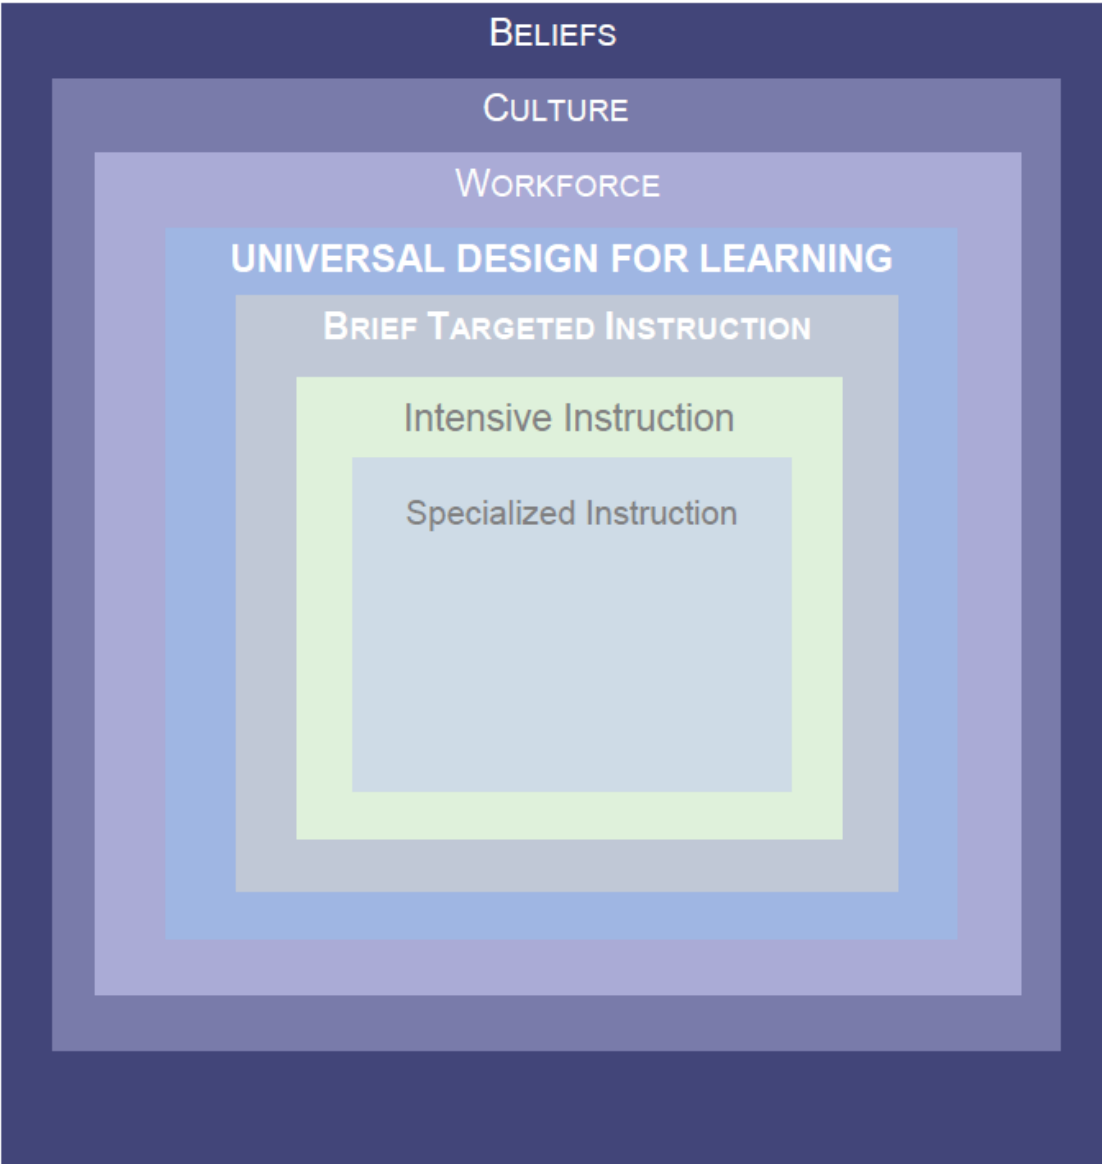 BELIEFS
CULTURE
WORKFORCE
UNIVERSAL DESIGN FOR LEARNING
BRIEF TARGETED INSTRUCTION
Intensive Instruction
Specialized Instruction